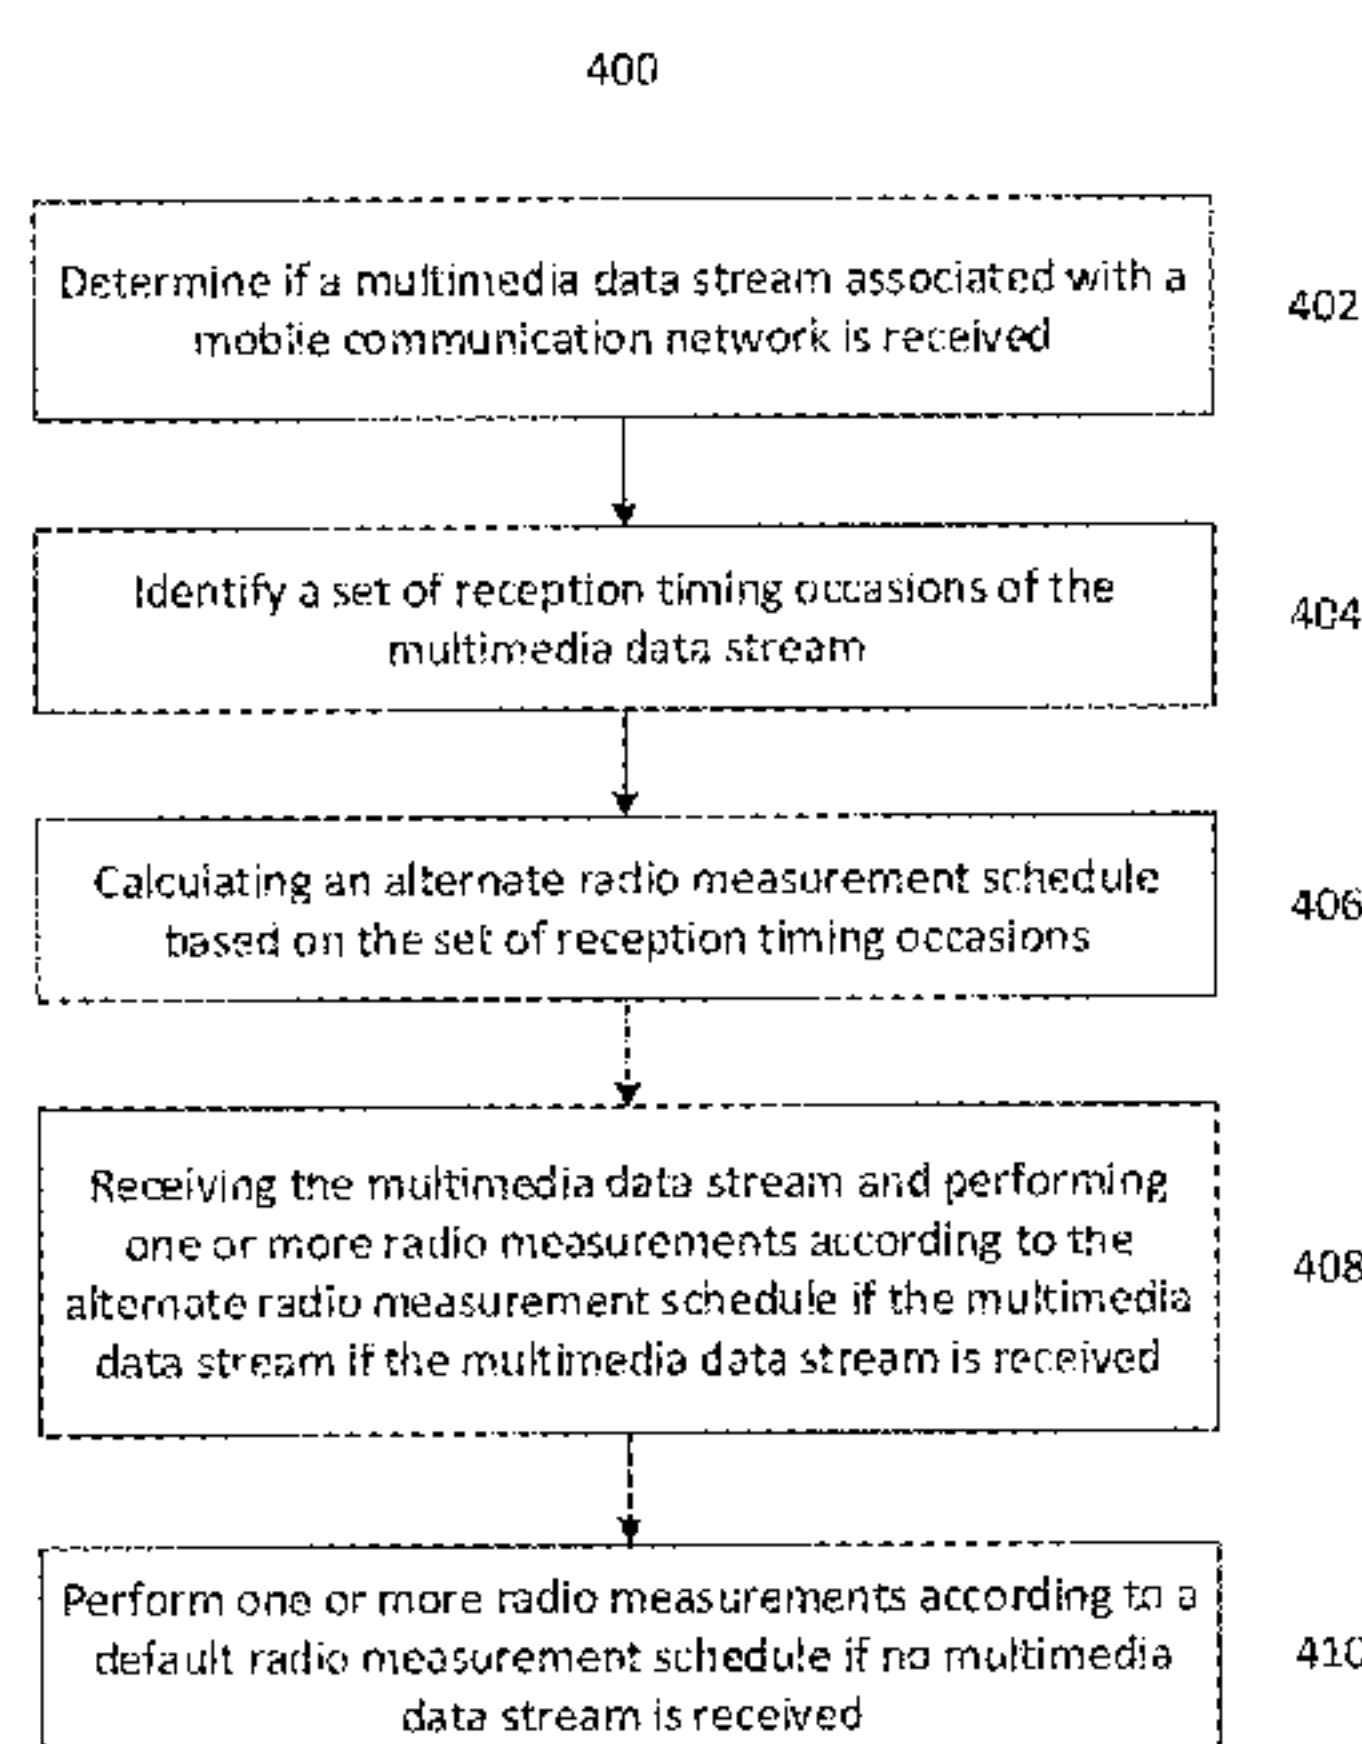 400
Determine if a multimedia data stream associated with a
mobile communication network is received
402
Identify a set of reception timing occasions of the
multimedia data stream
404
Calculating an alternate radio measurement schedule
based on the set of reception timing occasions
406
Receiving the multimedia data stream and performing
one or more radio measurements according to the
alternate radio measurement schedule if the multimedia
data stream if the multimedia data stream is received
408
Perform one or more radio measurements according to a
default radio measurement schedule if no multimedia
data stream is received
410